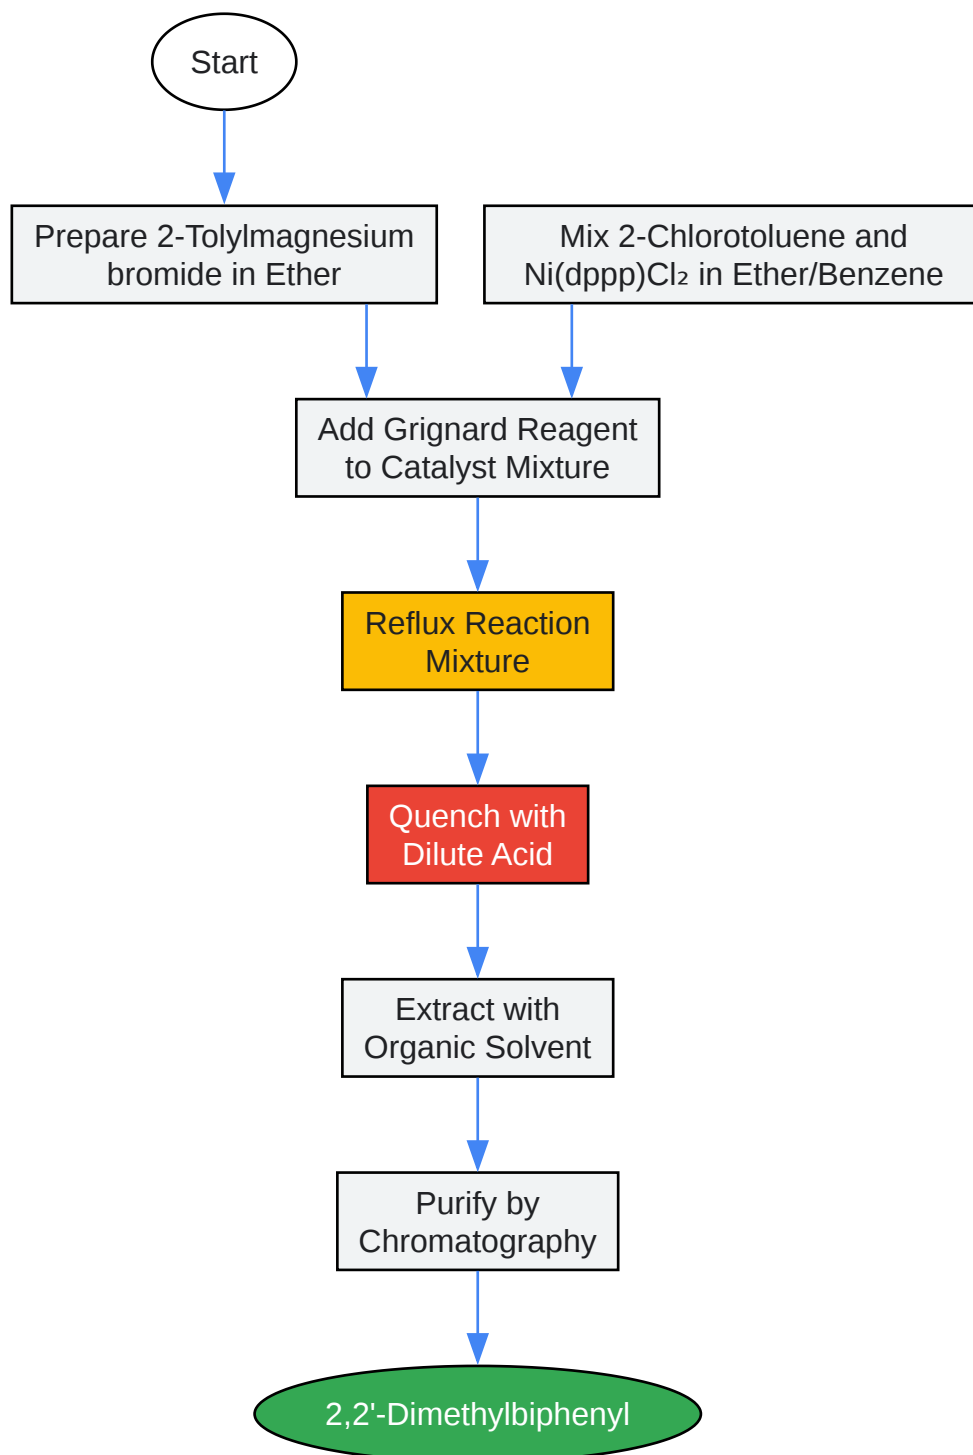 Start
Prepare 2-Tolylmagnesium
bromide in Ether
Mix 2-Chlorotoluene and
Ni(dppp)Cl₂ in Ether/Benzene
Add Grignard Reagent
to Catalyst Mixture
Reflux Reaction
Mixture
Quench with
Dilute Acid
Extract with
Organic Solvent
Purify by
Chromatography
2,2'-Dimethylbiphenyl